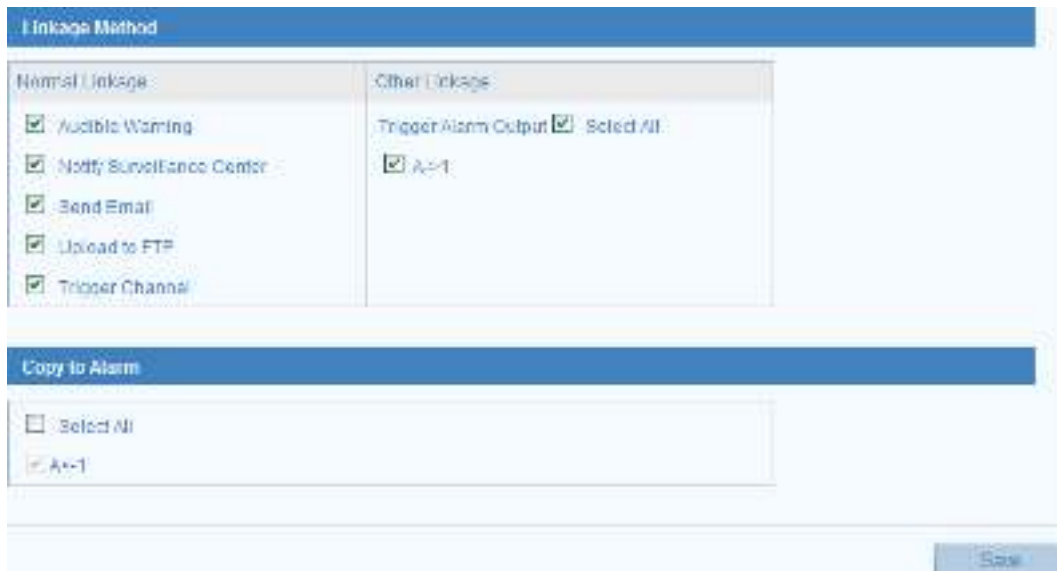 Linkage Method
Normal Linkage
Other Linkage
Audible Warning
Trigger Alarm Output Select All
Notify Surveillance Center
A->1
Send Email
Upload to FTP
Trigger Channel
Copy to Alarm
Select All
A<-1
Save